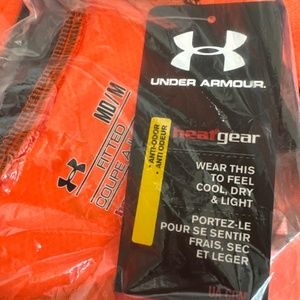 UNDER ARMOUR.
heatgear
ANTI-ODOR
ANTI ODEUR
WEAR THIS
TO FEEL
COOL, DRY
& LIGHT
PORTEZ-LE
POUR SE SENTIR
FRAIS, SEC
ET LEGER
MD/M
FITTED
COUPE